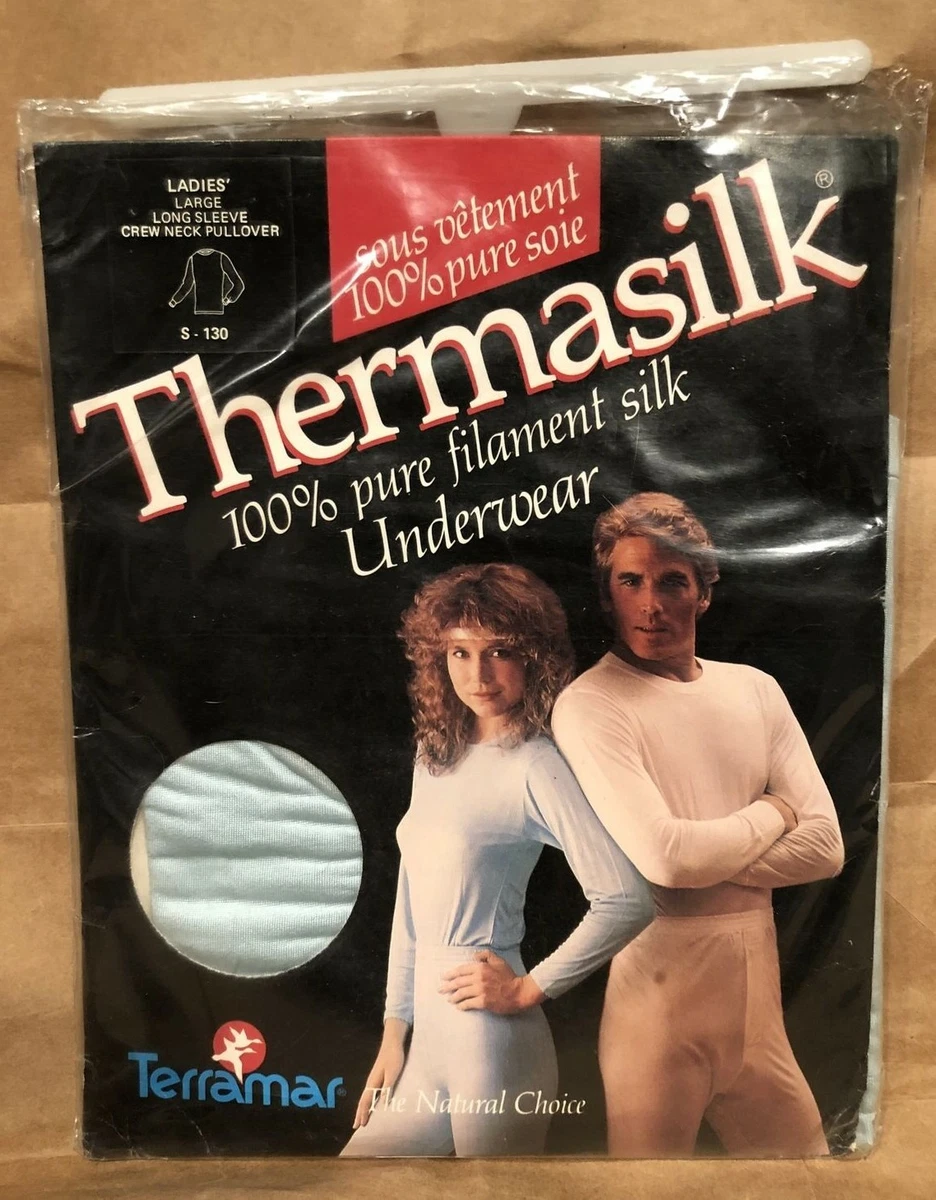 LADIES'
LARGE
LONG SLEEVE
CREW NECK PULLOVER
S - 130
sous vêtement
100% pure soie
Thermasilk®
100% pure filament silk
Underwear
Terramar®
The Natural Choice